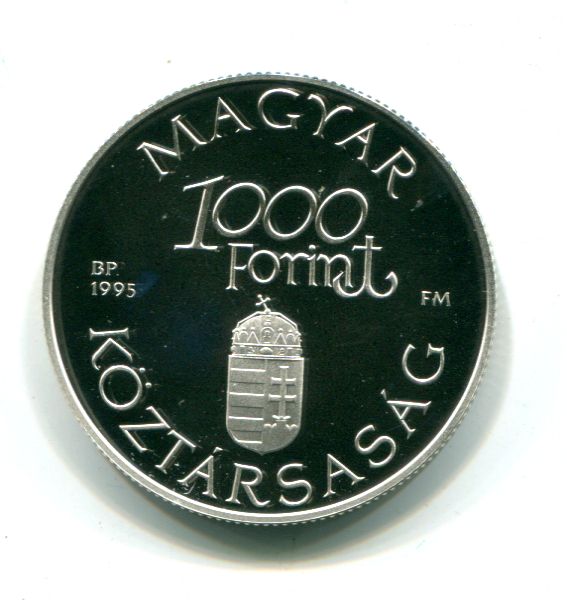 MAGYAR
1000
Forint
BP.
1995
FM
KÖZTÁRSASÁG